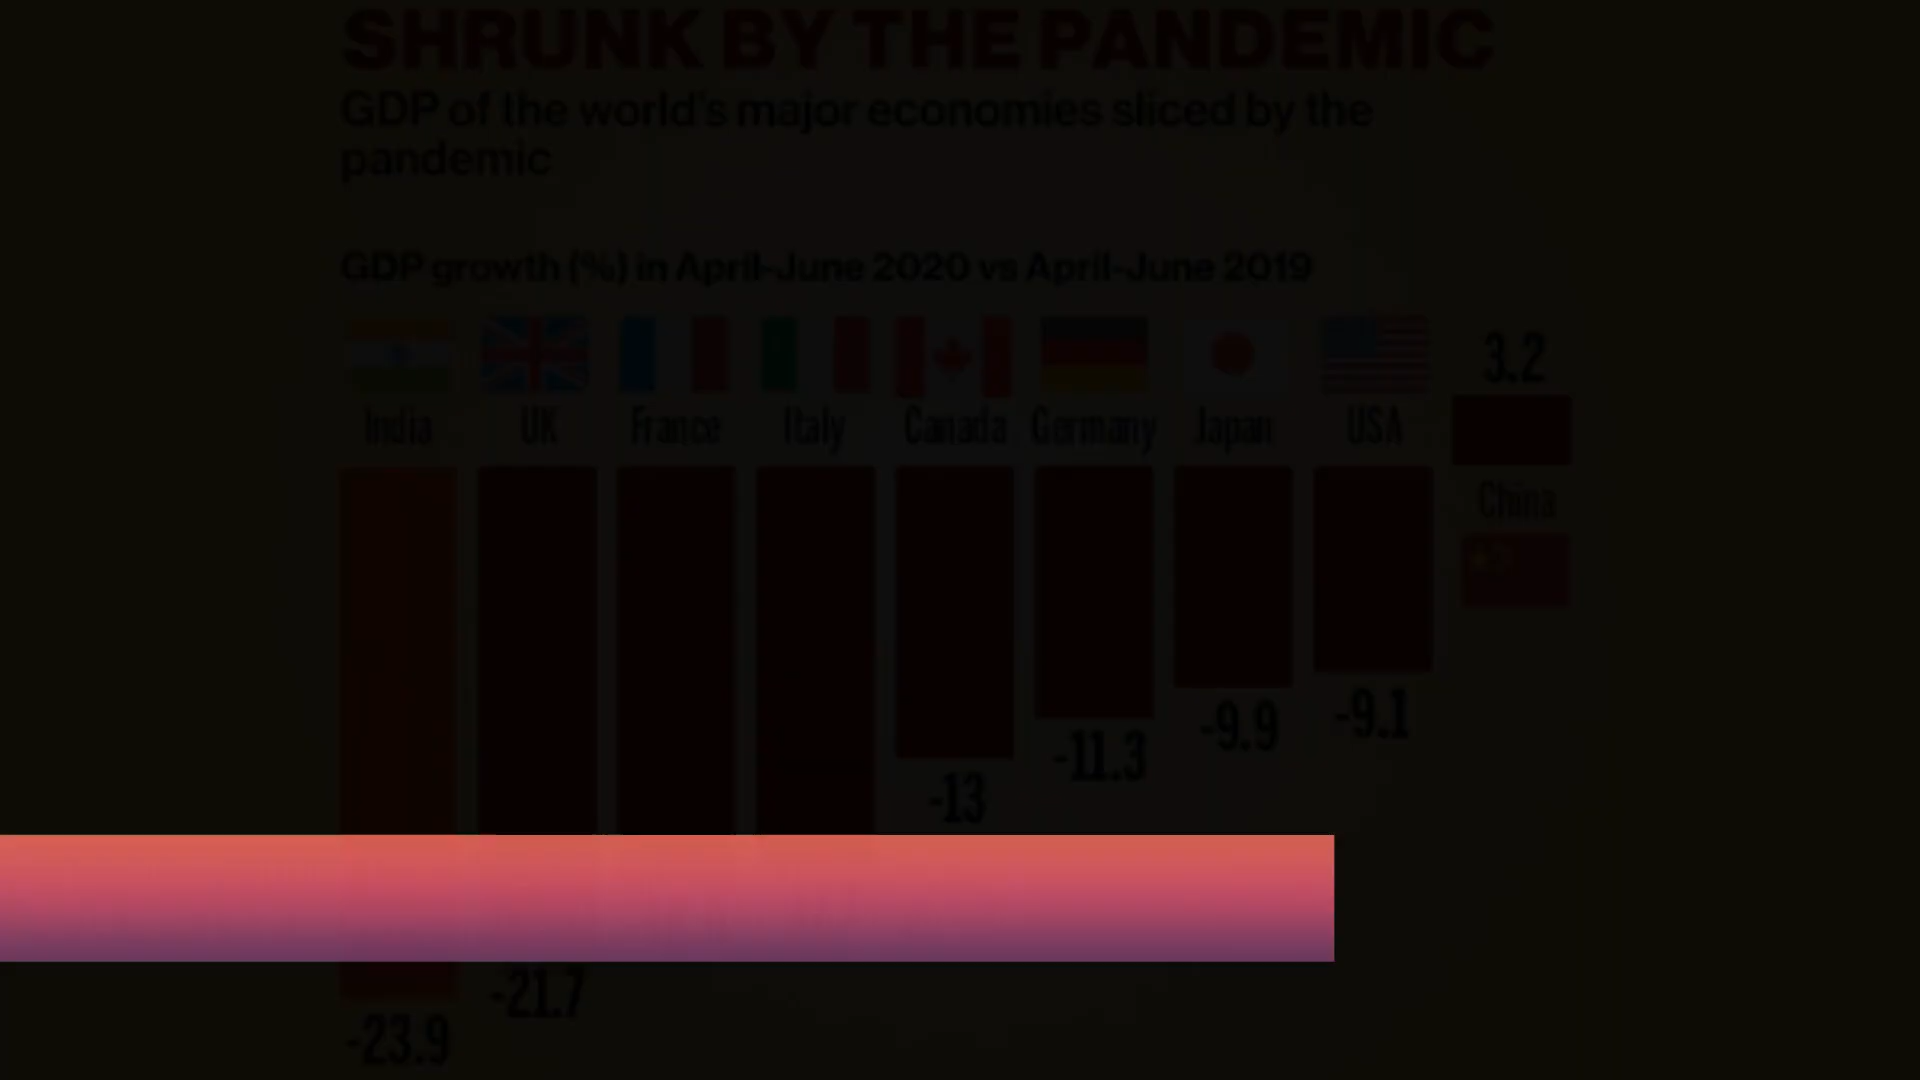 SHRUNK BY THE PANDEMIC
GDP of the world's major economies sliced by the
pandemic
GDP growth (%) in April-June 2020 vs April-June 2019
India UK France Italy Canada Germany Japan USA 3.2
China
-9.1
-9.9
-11.3
-13
-21.7
-23.9